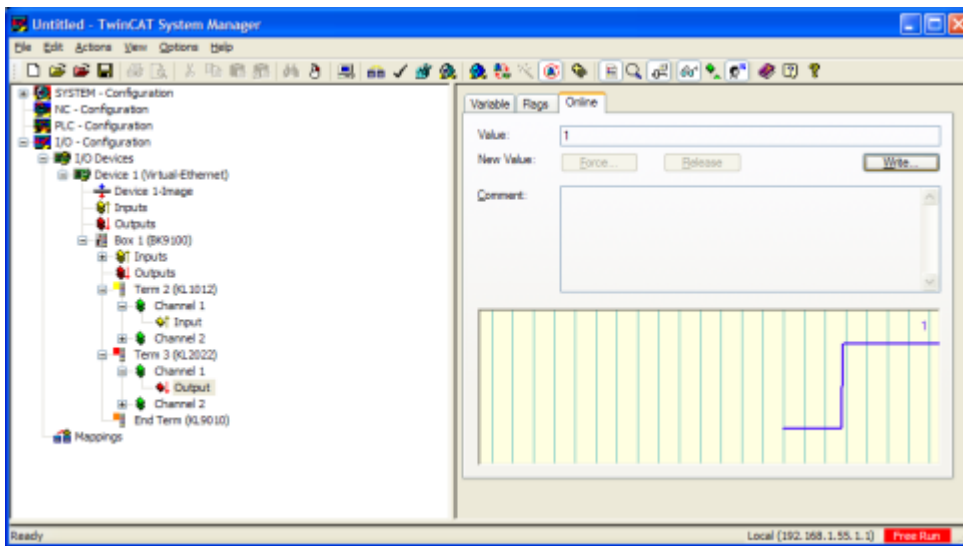 Untitled - TwinCAT System Manager
File Edit Actions View Options Help
SYSTEM - Configuration
NC - Configuration
PLC - Configuration
I/O - Configuration
I/O Devices
Device 1 (Virtual-Ethernet)
Device 1-Image
Inputs
Outputs
Box 1 (BK9100)
Inputs
Outputs
Term 2 (KL1012)
Channel 1
Input
Channel 2
Term 3 (KL2022)
Channel 1
Output
Channel 2
End Term (KL9010)
Mappings
Variable Flags Online
Value: 1
New Value: Force... Release Write...
Comment:
1
Ready Local (192.168.1.55.1.1) Free Run